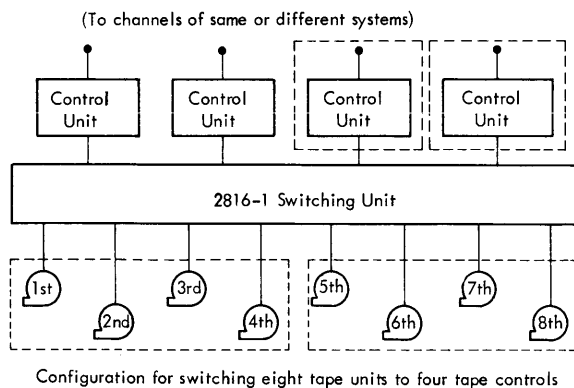 (To channels of same or different systems)
Control Unit
Control Unit
Control Unit
Control Unit
2816-1 Switching Unit
1st
2nd
3rd
4th
5th
6th
7th
8th
Configuration for switching eight tape units to four tape controls